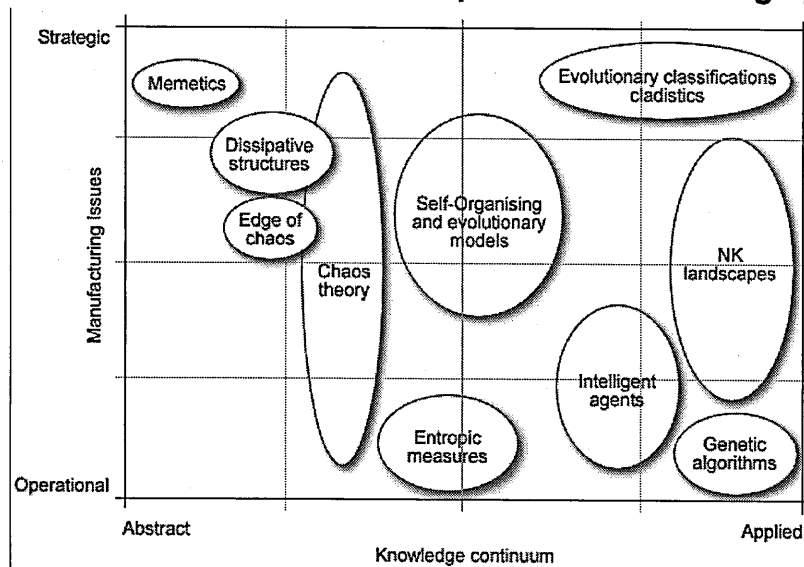 Strategic
Memetics
Evolutionary classifications
cladistics
Dissipative
structures
Edge of
chaos
Self-Organising
and evolutionary
models
Chaos
theory
NK
landscapes
Manufacturing Issues
Intelligent
agents
Entropic
measures
Genetic
algorithms
Operational
Abstract
Applied
Knowledge continuum